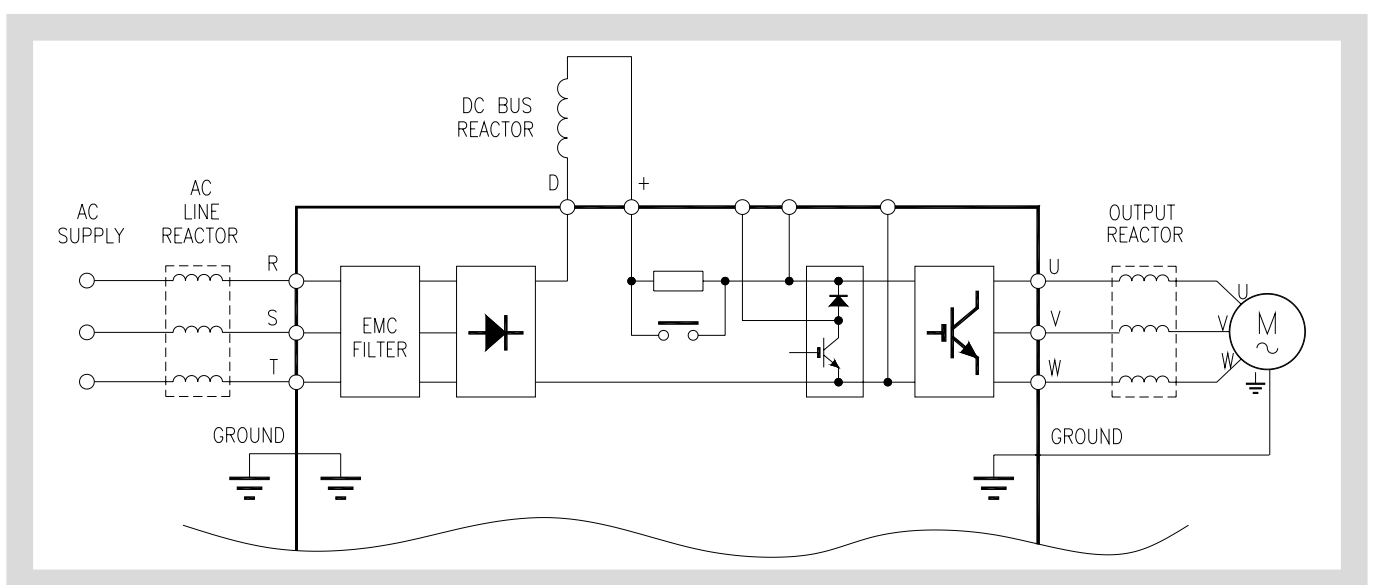 DC BUS
REACTOR
D
+
AC
SUPPLY
AC
LINE
REACTOR
OUTPUT
REACTOR
R
S
T
EMC
FILTER
U
V
W
U
V
W
M
GROUND
GROUND